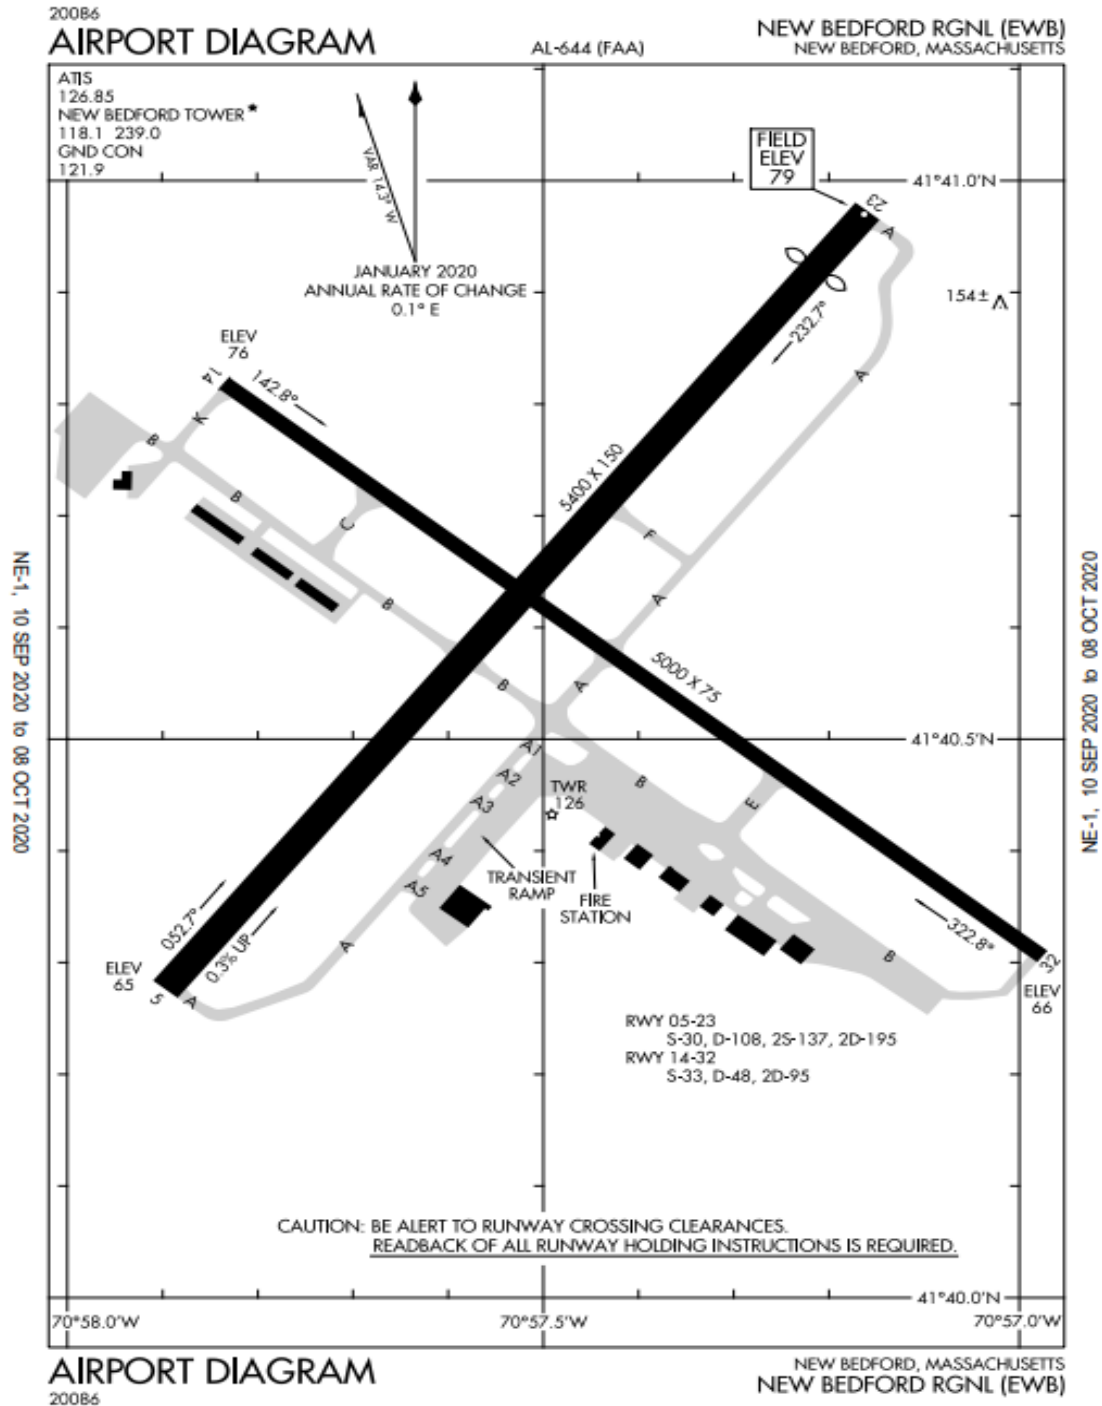 20086
AIRPORT DIAGRAM
AL-644 (FAA)
NEW BEDFORD RGNL (EWB)
NEW BEDFORD, MASSACHUSETTS
ATIS
126.85
NEW BEDFORD TOWER *
118.1 239.0
GND CON
121.9
VAR 14.3° W
JANUARY 2020
ANNUAL RATE OF CHANGE
0.1° E
FIELD
ELEV
79
41°41.0'N
23
A
154±
232.7°
ELEV
76
14
142.8°
K
B
A
5400 X 150
B
C
F
B
A
B
A
5000 X 75
41°40.5'N
A1
A2
A3
A4
A5
TWR
126
B
E
TRANSIENT
RAMP
FIRE
STATION
052.7°
0.3% UP
A
322.8°
B
32
ELEV
65
5
A
ELEV
66
RWY 05-23
S-30, D-108, 2S-137, 2D-195
RWY 14-32
S-33, D-48, 2D-95
CAUTION: BE ALERT TO RUNWAY CROSSING CLEARANCES.
READBACK OF ALL RUNWAY HOLDING INSTRUCTIONS IS REQUIRED.
41°40.0'N
70°58.0'W
70°57.5'W
70°57.0'W
NE-1, 10 SEP 2020 to 08 OCT 2020
NE-1, 10 SEP 2020 to 08 OCT 2020
AIRPORT DIAGRAM
20086
NEW BEDFORD, MASSACHUSETTS
NEW BEDFORD RGNL (EWB)